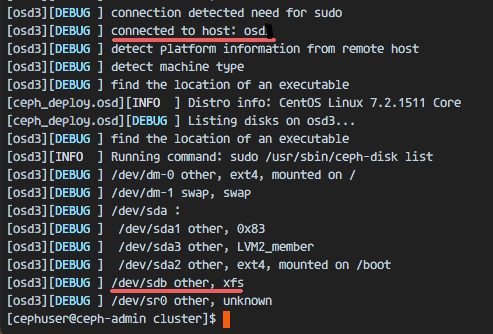 [osd3][DEBUG ] connection detected need for sudo
[osd3][DEBUG ] connected to host: osd
[osd3][DEBUG ] detect platform information from remote host
[osd3][DEBUG ] detect machine type
[osd3][DEBUG ] find the location of an executable
[ceph_deploy.osd][INFO  ] Distro info: CentOS Linux 7.2.1511 Core
[ceph_deploy.osd][DEBUG ] Listing disks on osd3...
[osd3][DEBUG ] find the location of an executable
[osd3][INFO  ] Running command: sudo /usr/sbin/ceph-disk list
[osd3][DEBUG ] /dev/dm-0 other, ext4, mounted on /
[osd3][DEBUG ] /dev/dm-1 swap, swap
[osd3][DEBUG ] /dev/sda :
[osd3][DEBUG ]  /dev/sda1 other, 0x83
[osd3][DEBUG ]  /dev/sda3 other, LVM2_member
[osd3][DEBUG ]  /dev/sda2 other, ext4, mounted on /boot
[osd3][DEBUG ] /dev/sdb other, xfs
[osd3][DEBUG ] /dev/sr0 other, unknown
[cephuser@ceph-admin cluster]$